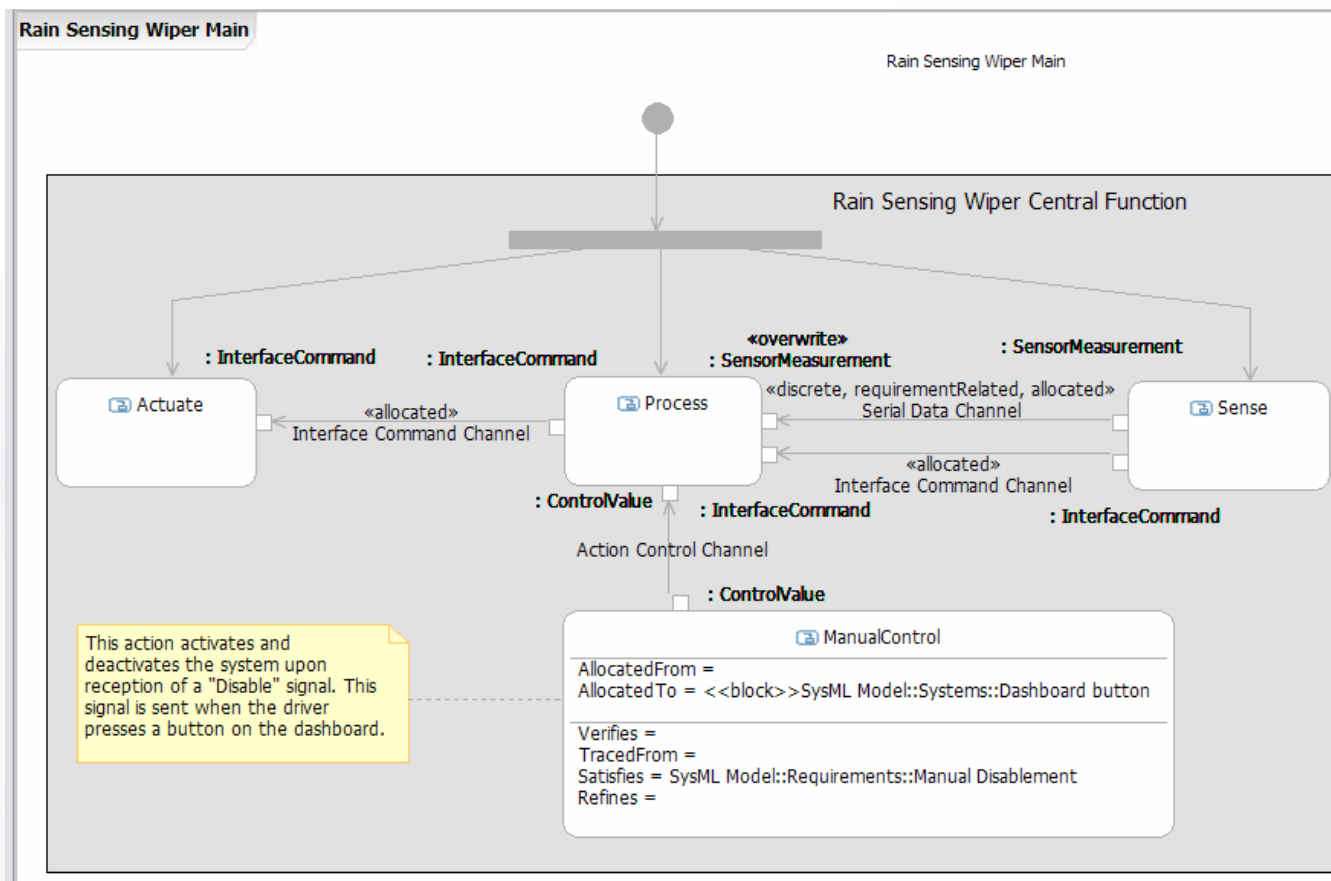 Rain Sensing Wiper Main
Rain Sensing Wiper Main
Rain Sensing Wiper Central Function
«overwrite»
: InterfaceCommand
: InterfaceCommand
: SensorMeasurement
: SensorMeasurement
Actuate
«allocated»
Interface Command Channel
Process
«discrete, requirementRelated, allocated»
Serial Data Channel
Sense
«allocated»
Interface Command Channel
: ControlValue
: InterfaceCommand
: InterfaceCommand
Action Control Channel
: ControlValue
This action activates and
deactivates the system upon
reception of a "Disable" signal. This
signal is sent when the driver
presses a button on the dashboard.
ManualControl
AllocatedFrom =
AllocatedTo = <<block>>SysML Model::Systems::Dashboard button
Verifies =
TracedFrom =
Satisfies = SysML Model::Requirements::Manual Disablement
Refines =